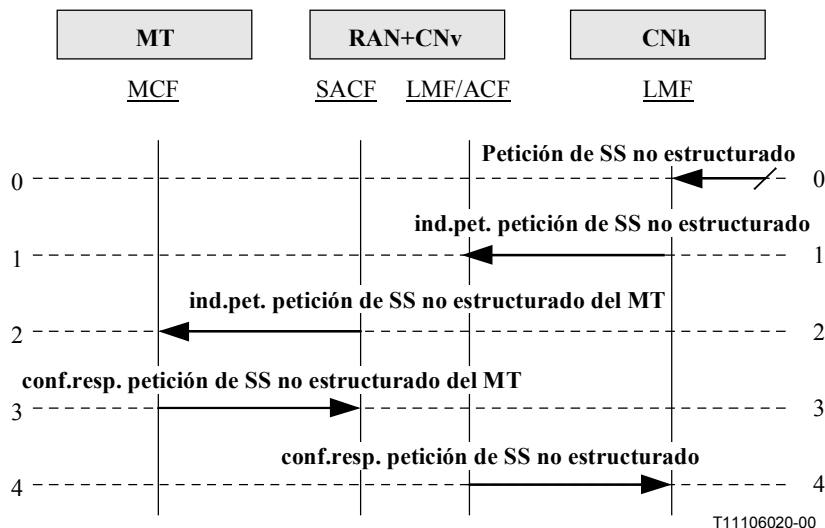 MT RAN+CNv CNh
MCF SACF LMF/ACF LMF
Petición de SS no estructurado
0 0
ind.pet. petición de SS no estructurado
1 1
ind.pet. petición de SS no estructurado del MT
2 2
conf.resp. petición de SS no estructurado del MT
3 3
conf.resp. petición de SS no estructurado
4 4
T11106020-00